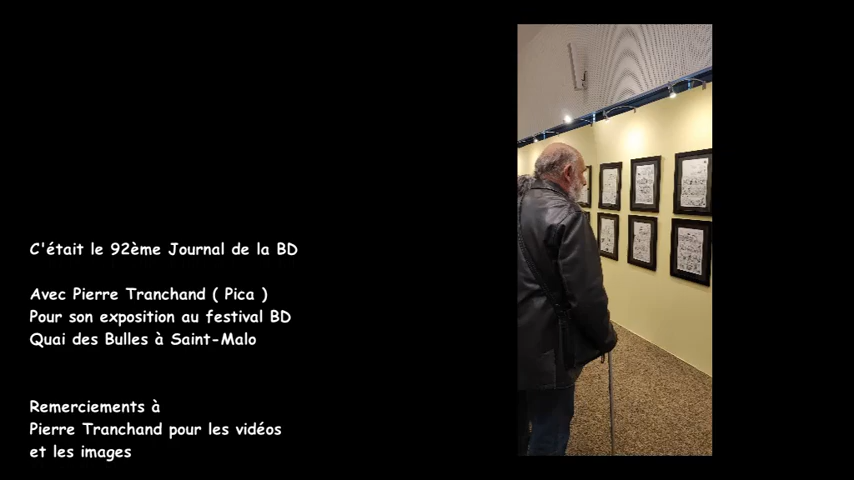 C'était le 92ème Journal de la BD
Avec Pierre Tranchand ( Pica )
Pour son exposition au festival BD
Quai des Bulles à Saint-Malo
Remerciements à
Pierre Tranchand pour les vidéos
et les images